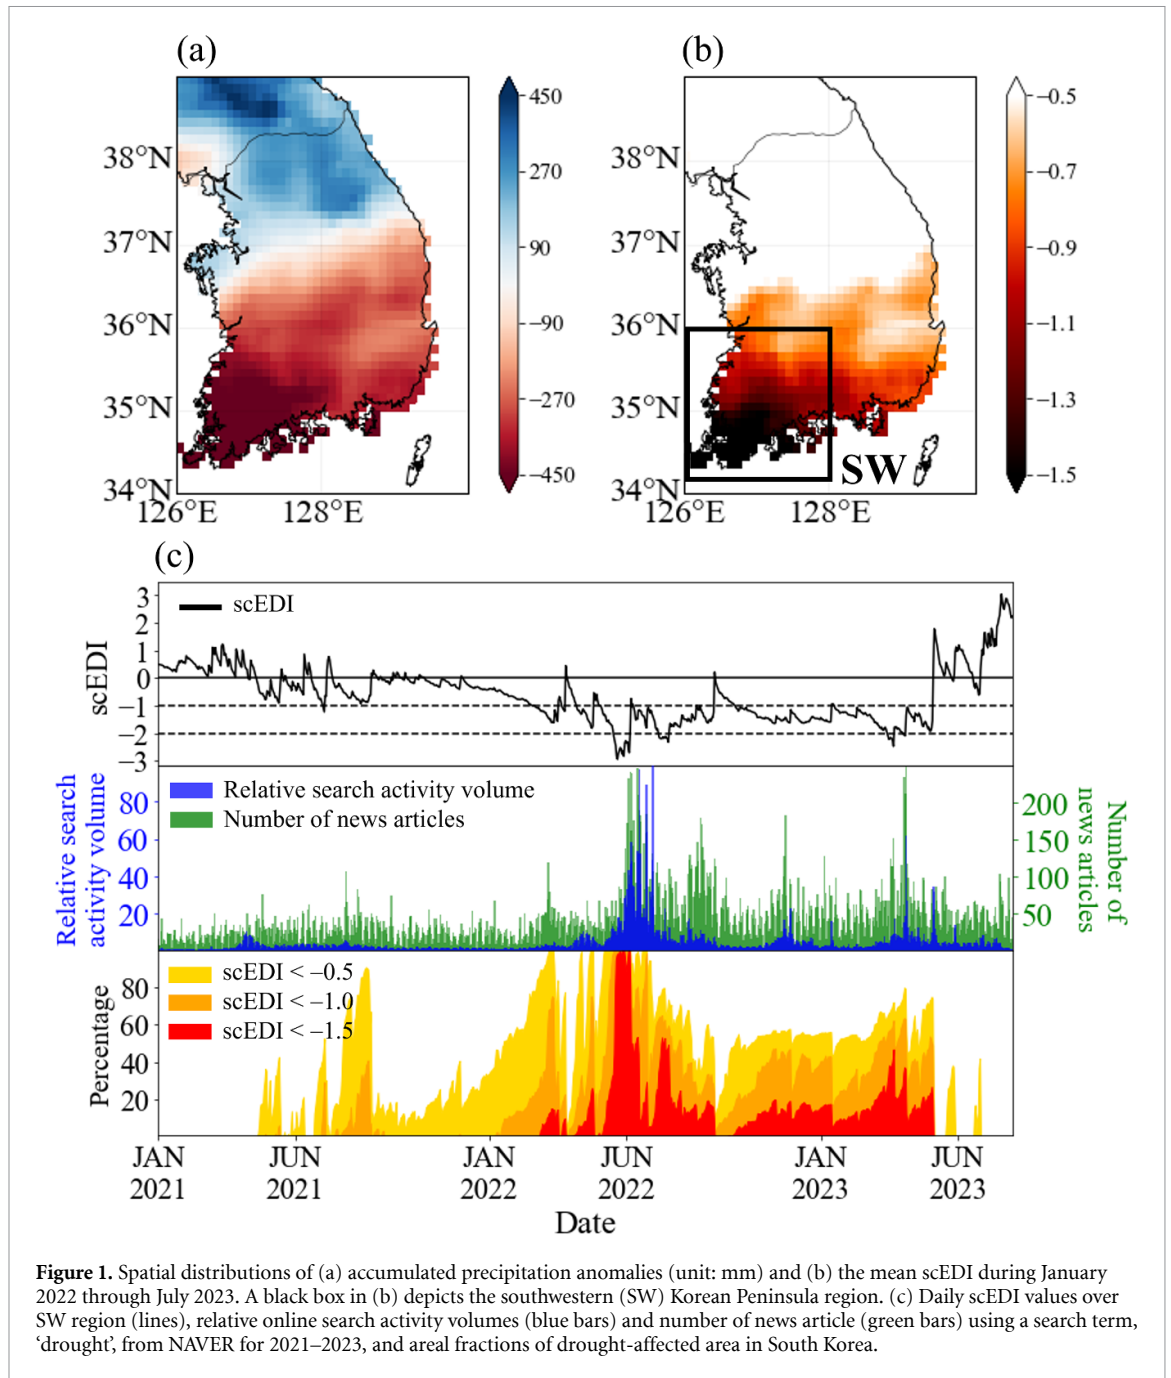 (a)
(b)
450
270
90
−90
−270
−450
38°N
37°N
36°N
35°N
34°N
126°E
128°E
−0.5
−0.7
−0.9
−1.1
−1.3
−1.5
38°N
37°N
36°N
35°N
34°N
126°E
128°E
SW
(c)
scEDI
scEDI
3
2
1
0
−1
−2
−3
Relative search
activity volume
80
60
40
20
Relative search activity volume
Number of news articles
200
150
100
50
Number of
news articles
Percentage
80
60
40
20
scEDI < −0.5
scEDI < −1.0
scEDI < −1.5
JAN
2021
JUN
2021
JAN
2022
JUN
2022
JAN
2023
JUN
2023
Date
Figure 1. Spatial distributions of (a) accumulated precipitation anomalies (unit: mm) and (b) the mean scEDI during January
2022 through July 2023. A black box in (b) depicts the southwestern (SW) Korean Peninsula region. (c) Daily scEDI values over
SW region (lines), relative online search activity volumes (blue bars) and number of news article (green bars) using a search term,
‘drought’, from NAVER for 2021–2023, and areal fractions of drought-affected area in South Korea.